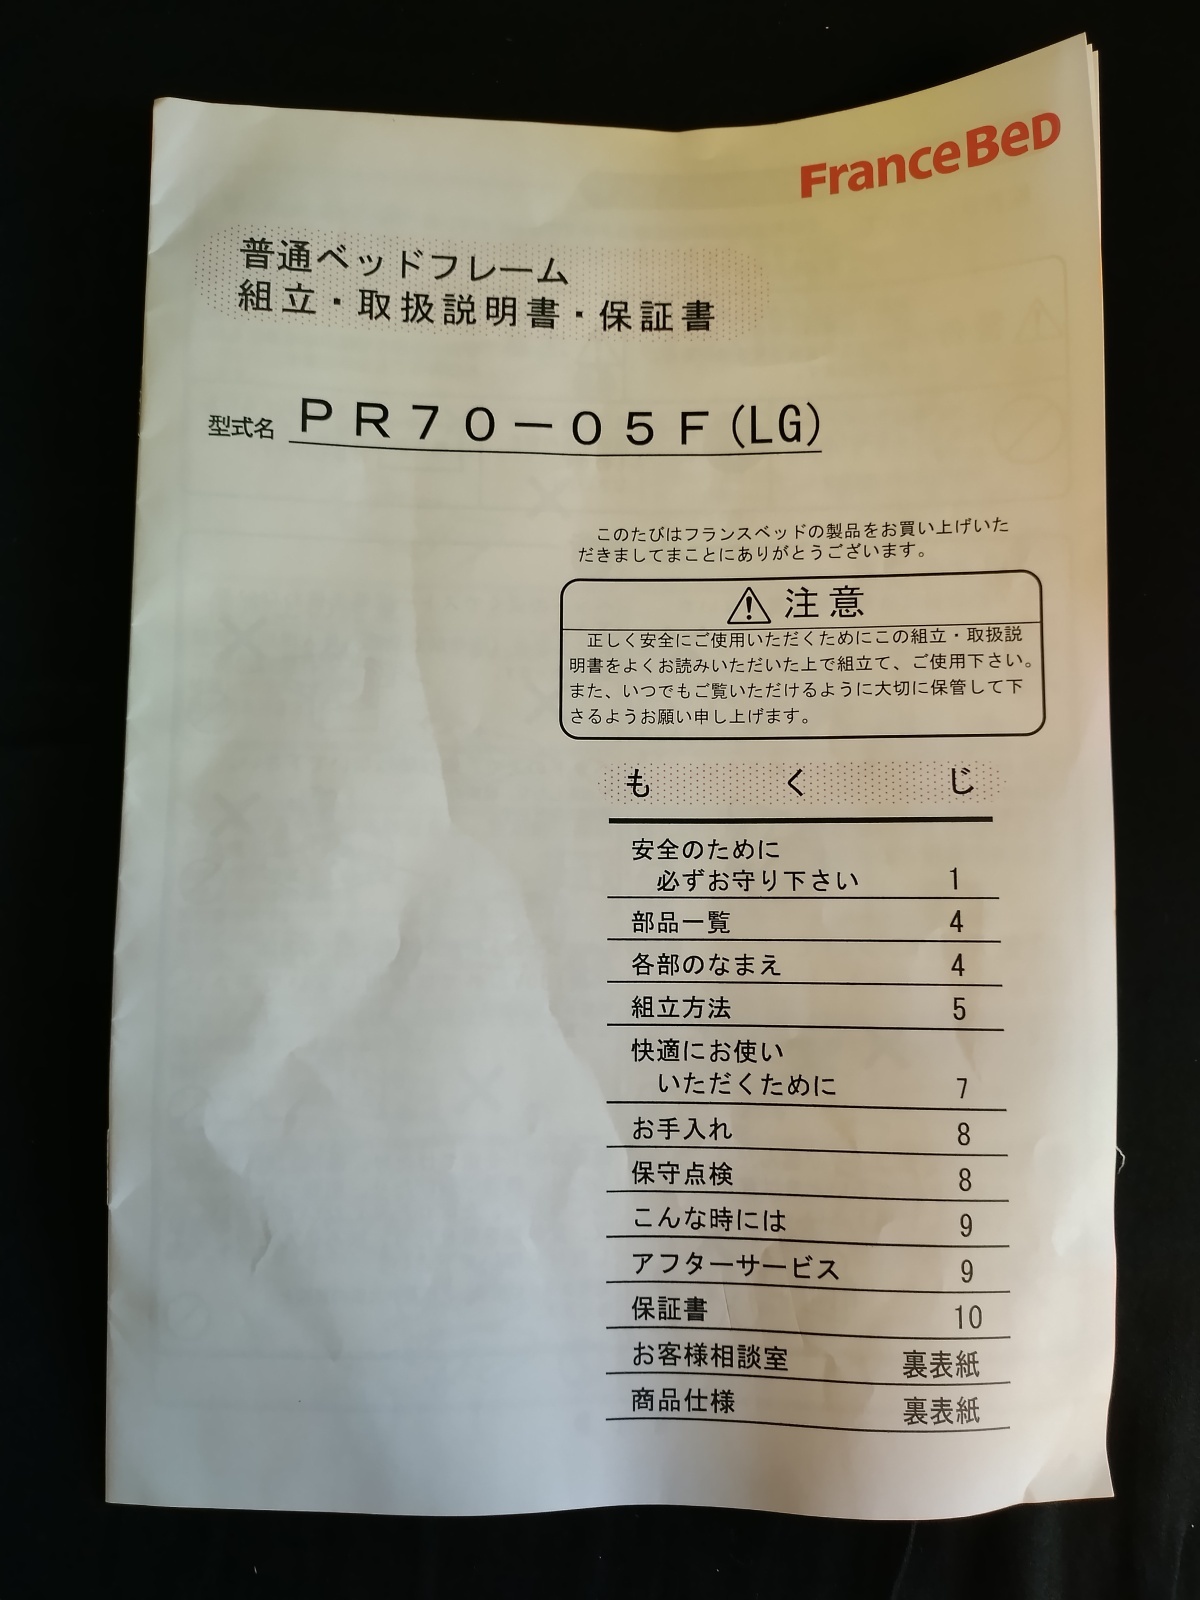 FranceBeD
普通ベッドフレーム
組立・取扱説明書・保証書
型式名 PR70-05F(LG)
このたびはフランスベッドの製品をお買い上げいた
だきましてまことにありがとうございます。
注意
正しく安全にご使用いただくためにこの組立・取扱説
明書をよくお読みいただいた上で組立て、ご使用下さい。
また、いつでもご覧いただけるように大切に保管して下
さるようお願い申し上げます。
もくじ
安全のために
必ずお守り下さい 1
部品一覧 4
各部のなまえ 4
組立方法 5
快適にお使い
いただくために 7
お手入れ 8
保守点検 8
こんな時には 9
アフターサービス 9
保証書 10
お客様相談室 裏表紙
商品仕様 裏表紙